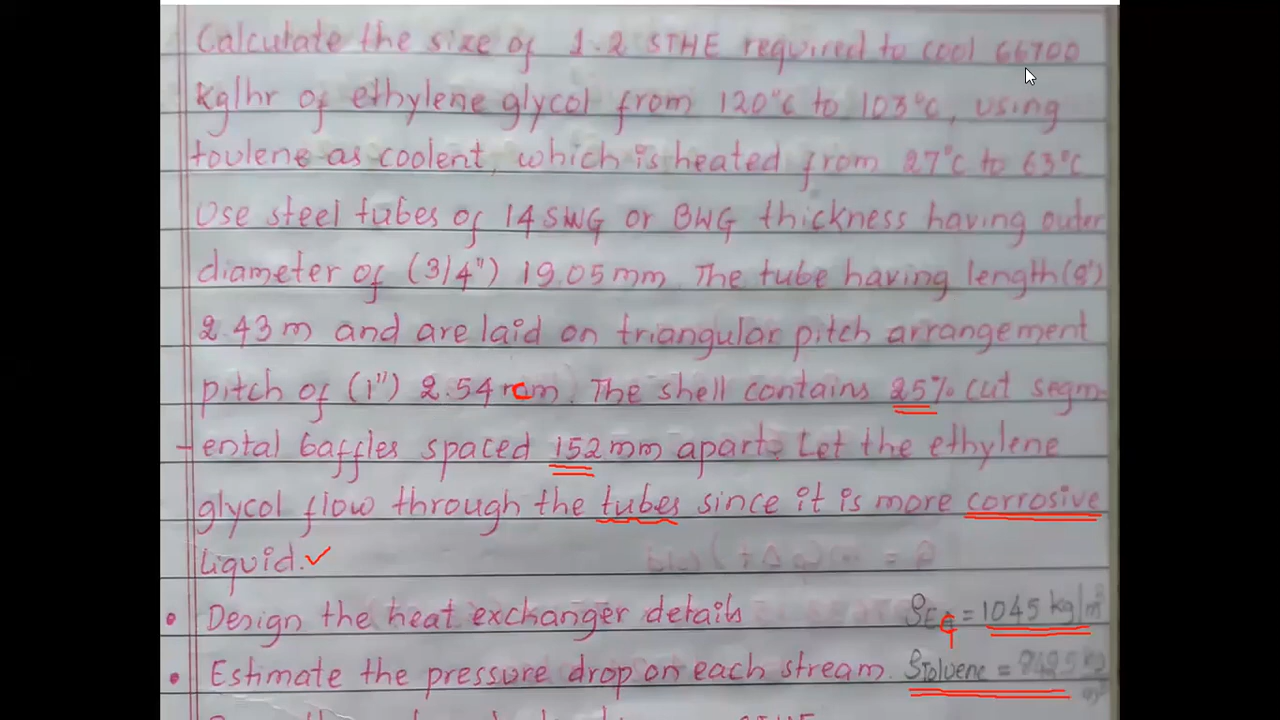 Calculate the size of 1.2 STHE required to cool 66700
Kg/hr of ethylene glycol from 120°c to 103°c, using
toulene as coolent, which is heated from 27°c to 63°c
Use steel tubes of 14 SWG or BWG thickness having outer
diameter of (3/4") 19.05 mm. The tube having length (8')
2.43 m and are laid on triangular pitch arrangement
pitch of (1") 2.54 cm. The shell contains 25% cut segm-
ental baffles spaced 152 mm apart. Let the ethylene
glycol flow through the tubes since it is more corrosive
liquid.
• Design the heat exchanger details ρEG = 1045 kg/m³
• Estimate the pressure drop on each stream. ρToluene =